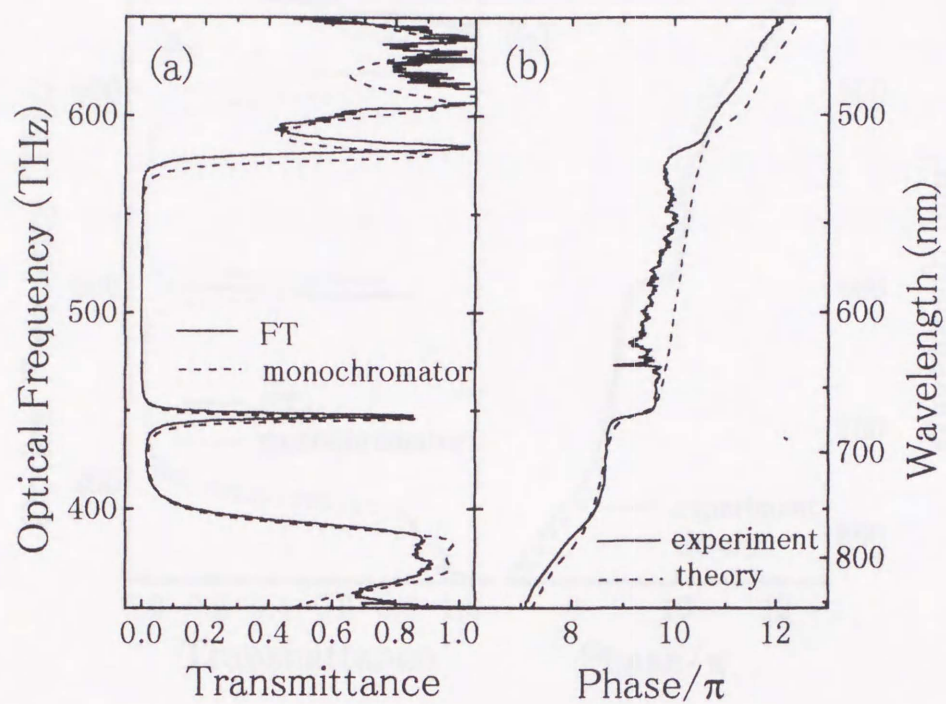 (a)
(b)
600
500
400
Optical Frequency (THz)
FT
monochromator
0.0 0.2 0.4 0.6 0.8 1.0
Transmittance
experiment
theory
8 10 12
Phase/π
500
600
700
800
Wavelength (nm)